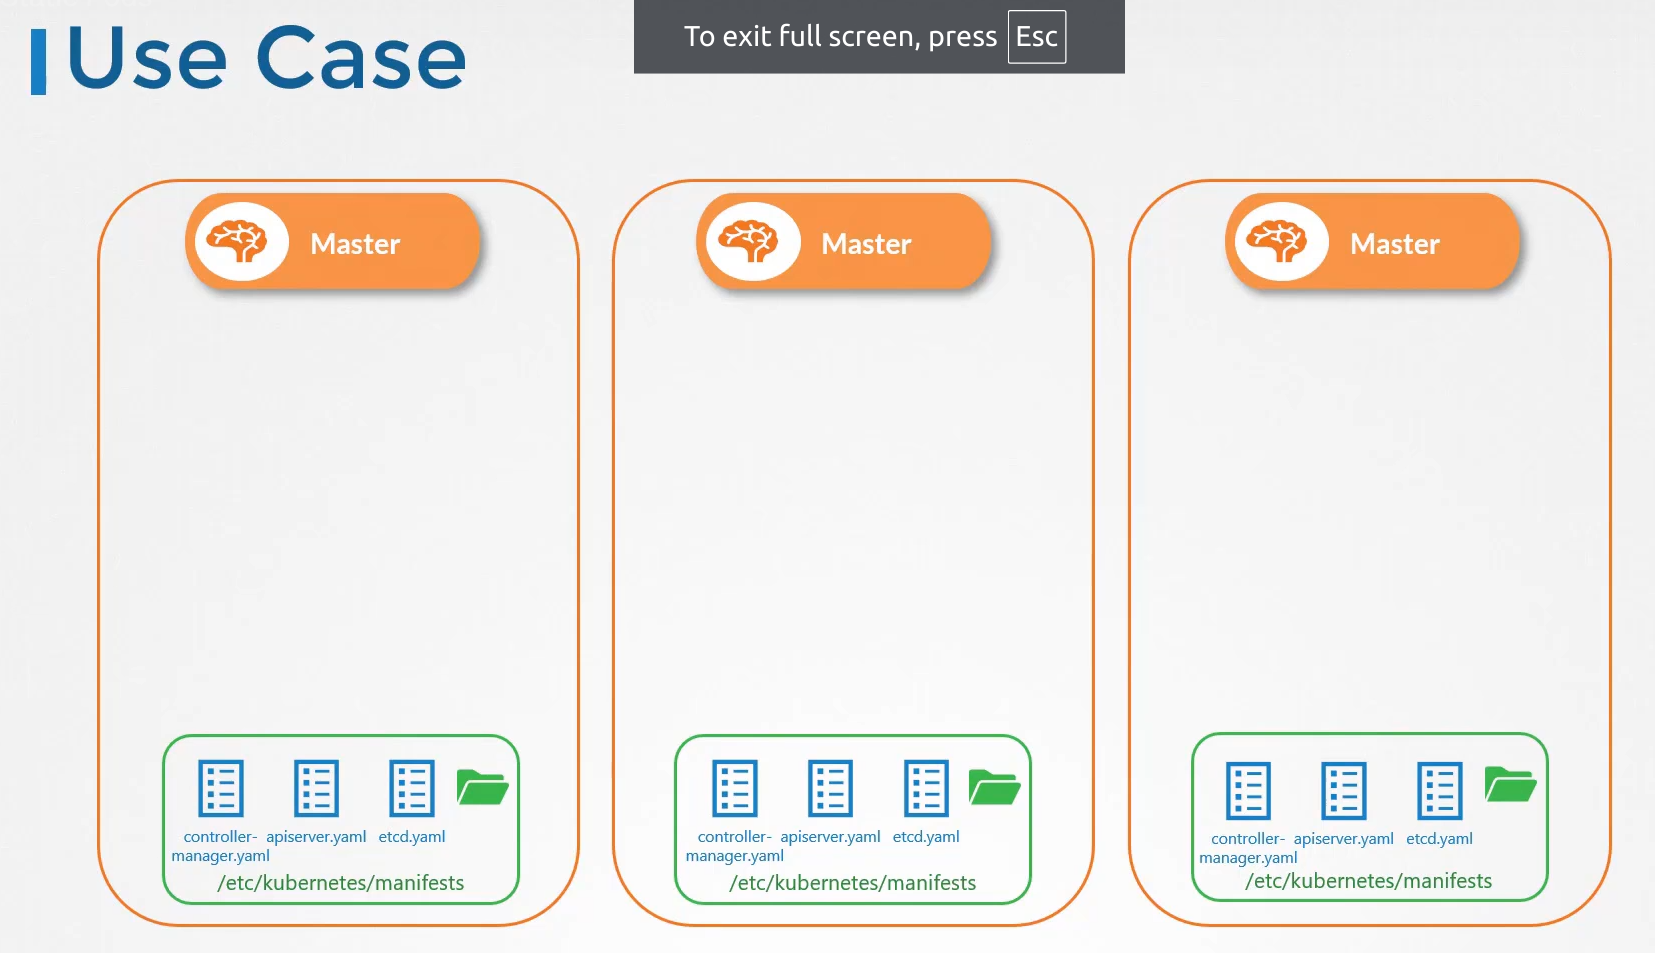 Use Case
To exit full screen, press Esc
Master
Master
Master
controller-manager.yaml
apiserver.yaml
etcd.yaml
/etc/kubernetes/manifests
controller-manager.yaml
apiserver.yaml
etcd.yaml
/etc/kubernetes/manifests
controller-manager.yaml
apiserver.yaml
etcd.yaml
/etc/kubernetes/manifests